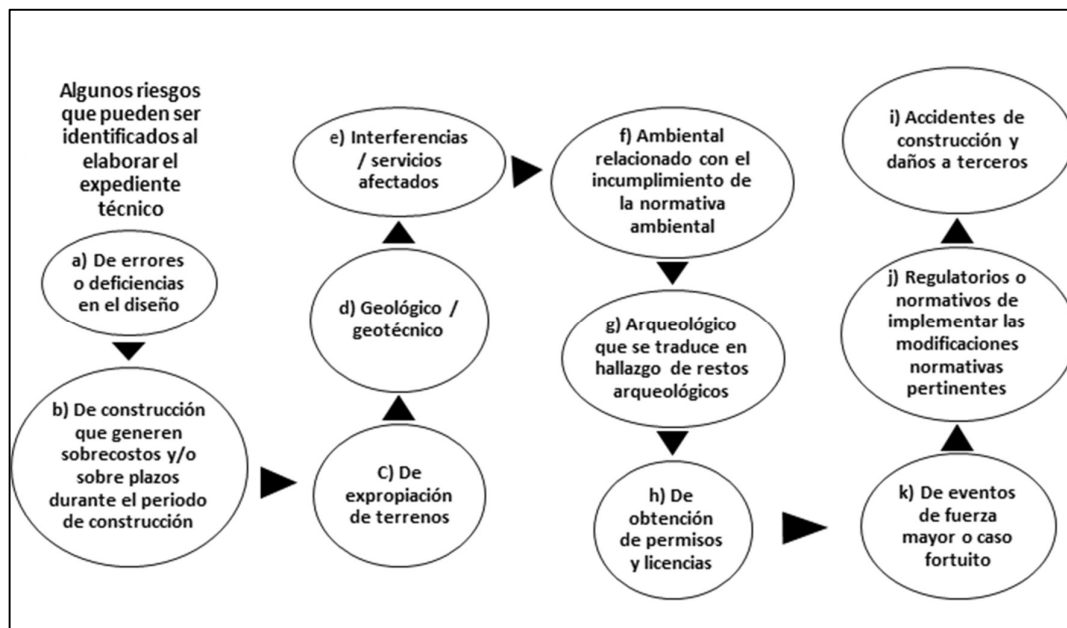 Algunos riesgos
que pueden ser
identificados al
elaborar el
expediente
técnico
a) De errores
o deficiencias
en el diseño
b) De construcción
que generen
sobrecostos y/o
sobre plazos
durante el periodo
de construcción
C) De
expropiación
de terrenos
d) Geológico /
geotécnico
e) Interferencias
/ servicios
afectados
f) Ambiental
relacionado con el
incumplimiento de
la normativa
ambiental
g) Arqueológico
que se traduce en
hallazgo de restos
arqueológicos
h) De
obtención
de permisos
y licencias
k) De eventos
de fuerza
mayor o caso
fortuito
j) Regulatorios o
normativos de
implementar las
modificaciones
normativas
pertinentes
i) Accidentes de
construcción y
daños a terceros